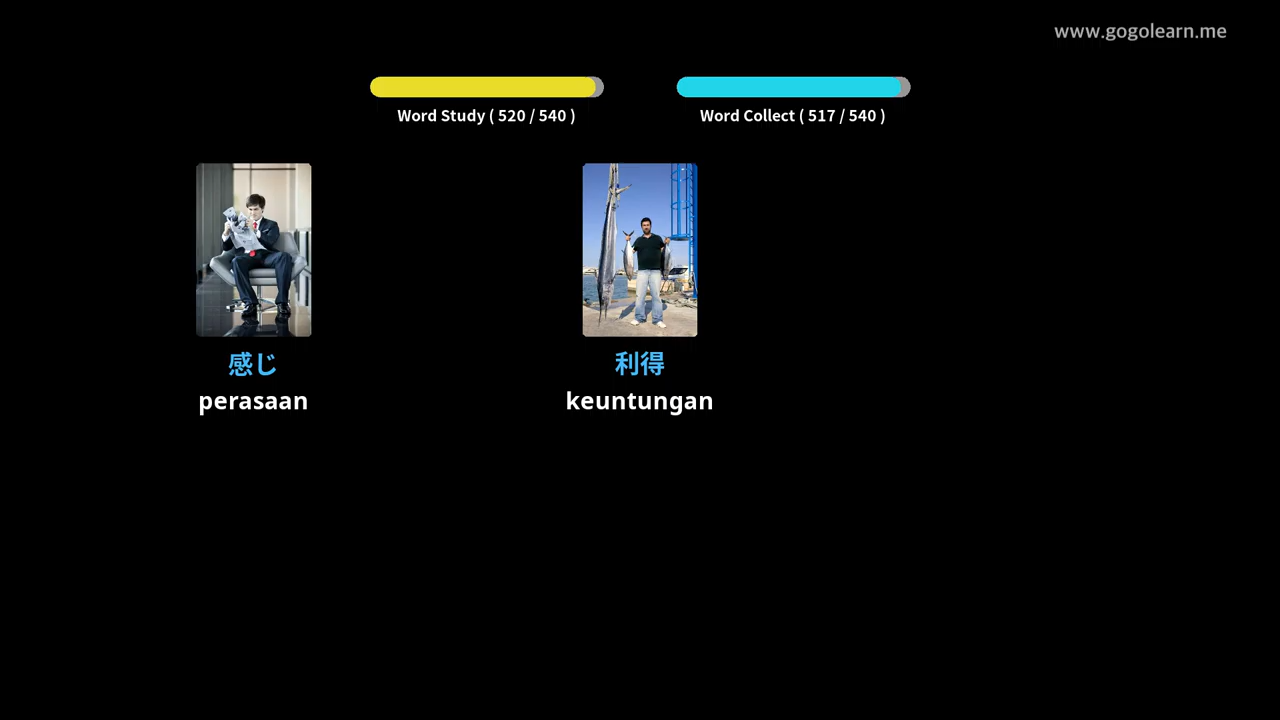 www.gogolearn.me
Word Study ( 520 / 540 )
Word Collect ( 517 / 540 )
感じ
perasaan
利得
keuntungan